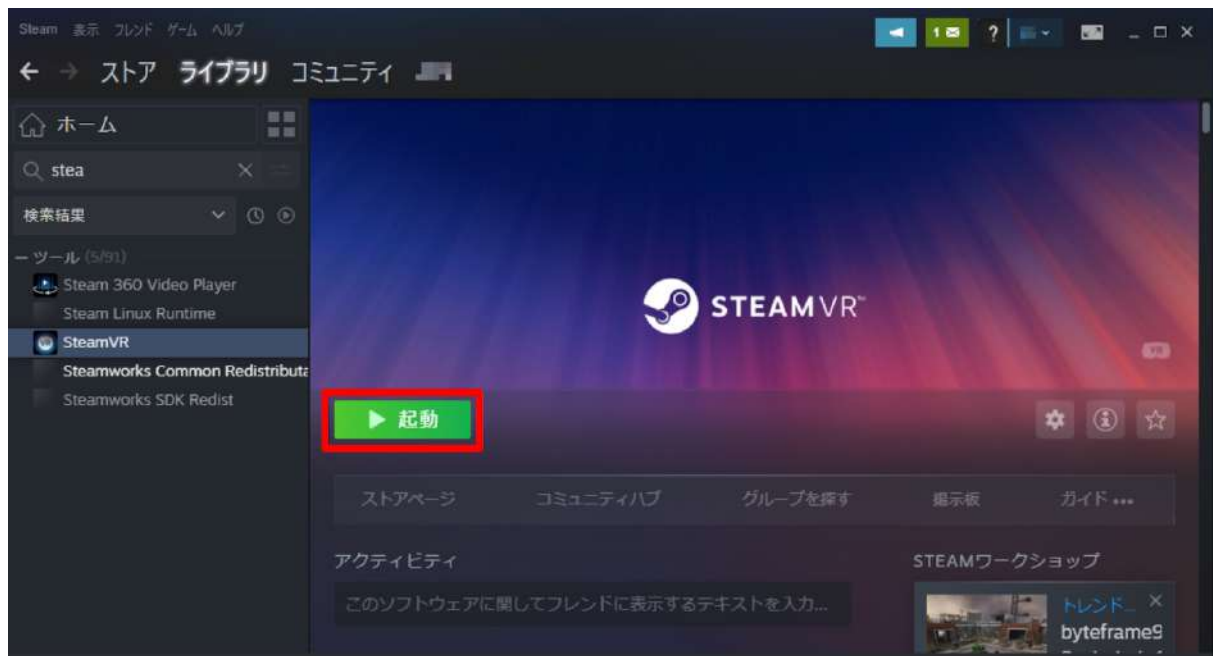 Steam 表示 フレンド ゲーム ヘルプ
1
?
ストア ライブラリ コミュニティ
ホーム
stea
検索結果
ツール (5/91)
Steam 360 Video Player
Steam Linux Runtime
SteamVR
Steamworks Common Redistributa
Steamworks SDK Redist
STEAMVR™
VR
起動
ストアページ コミュニティハブ グループを探す 掲示板 ガイド •••
アクティビティ
このソフトウェアに関してフレンドに表示するテキストを入力...
STEAMワークショップ
トレンド_
byteframe9